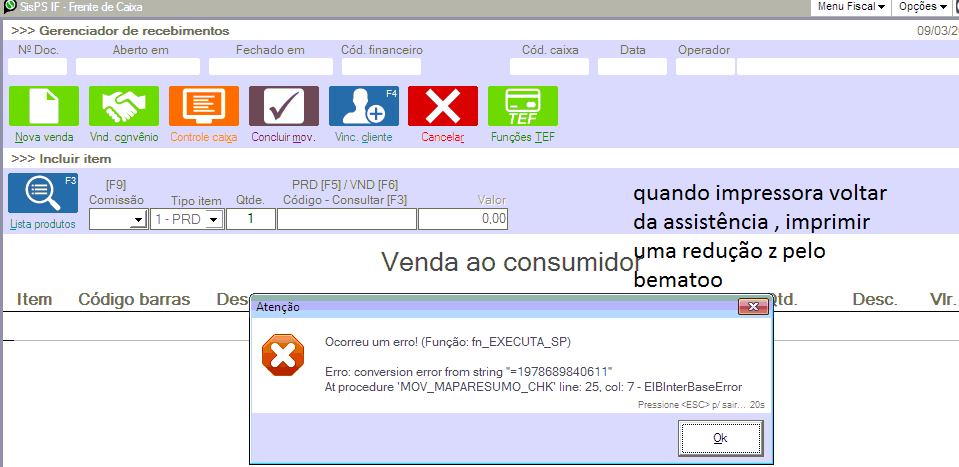 SisPS IF - Frente de Caixa
Menu Fiscal Opções
>>> Gerenciador de recebimentos 09/03/2
Nº Doc. Aberto em Fechado em Cód. financeiro Cód. caixa Data Operador
F4
TEF
Nova venda Vnd. convênio Controle caixa Concluir mov. Vinc. cliente Cancelar Funções TEF
>>> Incluir item
F3
[F9] PRD [F5] / VND [F6]
Comissão Tipo item Qtde. Código - Consultar [F3] Valor
1 - PRD 1 0,00
Lista produtos
quando impressora voltar
da assistência , imprimir
uma redução z pelo
bematoo
Venda ao consumidor
Item Código barras Des Qtd. Desc. Vlr.
Atenção
Ocorreu um erro! (Função: fn_EXECUTA_SP)
Erro: conversion error from string "=1978689840611"
At procedure 'MOV_MAPARESUMO_CHK' line: 25, col: 7 - EIBInterBaseError
Pressione <ESC> p/ sair... 20s
Ok